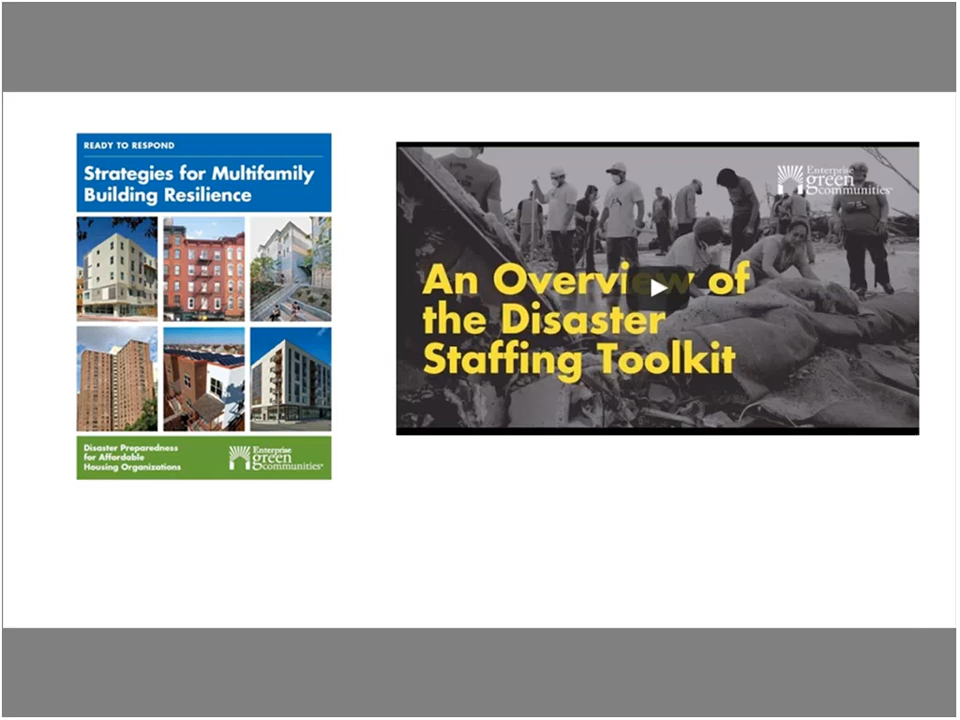 READY TO RESPOND
Strategies for Multifamily
Building Resilience
Disaster Preparedness
for Affordable
Housing Organizations
Enterprise
green
communities®
Enterprise
green
communities®
An Overview of
the Disaster
Staffing Toolkit